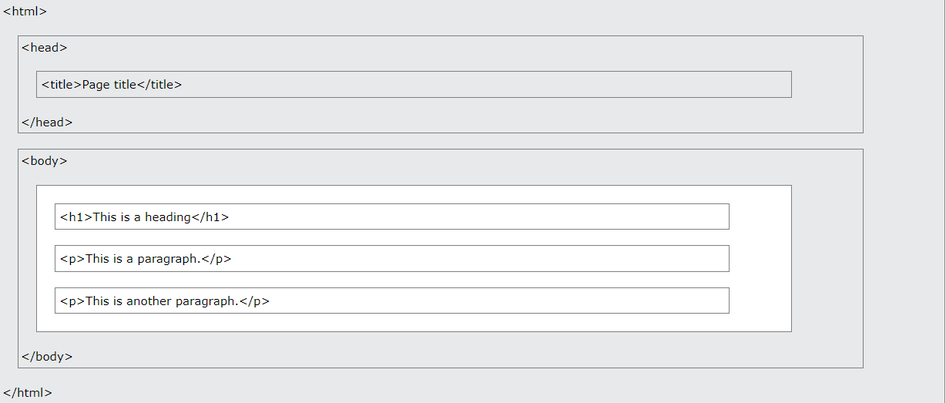 <html>
<head>
<title>Page title</title>
</head>
<body>
<h1>This is a heading</h1>
<p>This is a paragraph.</p>
<p>This is another paragraph.</p>
</body>
</html>